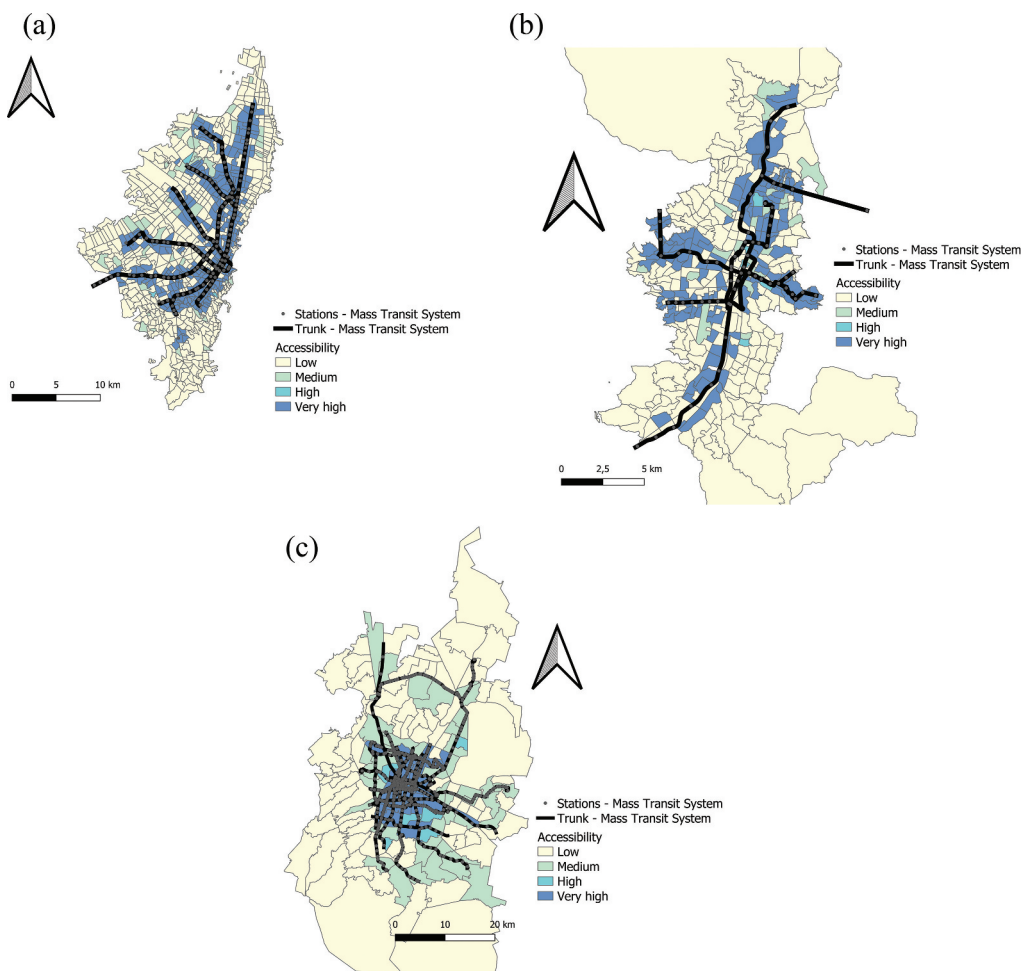 (a)
Stations - Mass Transit System
Trunk - Mass Transit System
Accessibility
Low
Medium
High
Very high
0 5 10 km
(b)
Stations - Mass Transit System
Trunk - Mass Transit System
Accessibility
Low
Medium
High
Very high
0 2,5 5 km
(c)
Stations - Mass Transit System
Trunk - Mass Transit System
Accessibility
Low
Medium
High
Very high
0 10 20 km